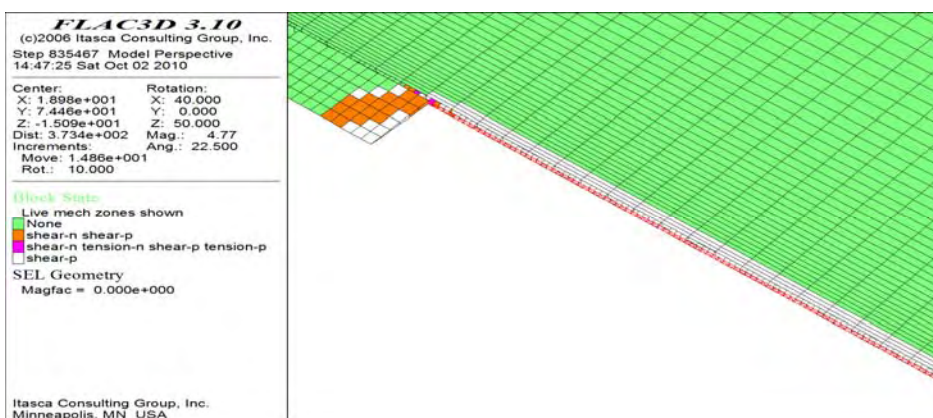 FLAC3D 3.10
(c)2006 Itasca Consulting Group, Inc.
Step 835467 Model Perspective
14:47:25 Sat Oct 02 2010
Center: Rotation:
X: 1.898e+001 X: 40.000
Y: 7.446e+001 Y: 0.000
Z: -1.509e+001 Z: 50.000
Dist: 3.734e+002 Mag.: 4.77
Increments: Ang.: 22.500
Move: 1.486e+001
Rot.: 10.000
Block State
Live mech zones shown
None
shear-n shear-p
shear-n tension-n shear-p tension-p
shear-p
SEL Geometry
Magfac = 0.000e+000
Itasca Consulting Group, Inc.
Minneapolis, MN USA